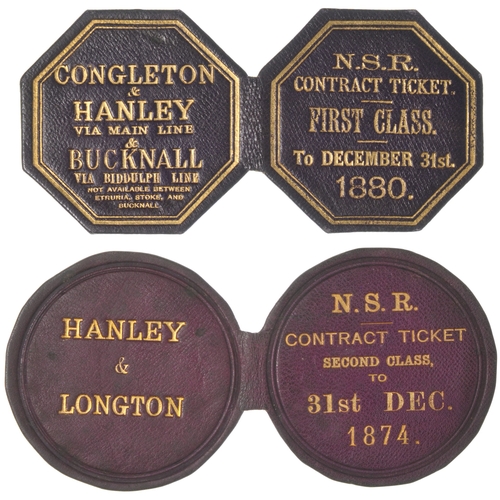 CONGLETON
&
HANLEY
VIA MAIN LINE
&
BUCKNALL
VIA BIDDULPH LINE
NOT AVAILABLE BETWEEN
ETRURIA, STOKE, AND
BUCKNALL.
N.S.R.
CONTRACT TICKET.
FIRST CLASS.
To DECEMBER 31st.
1880.
HANLEY
&
LONGTON
N.S.R.
CONTRACT TICKET
SECOND CLASS,
TO
31st DEC.
1874.